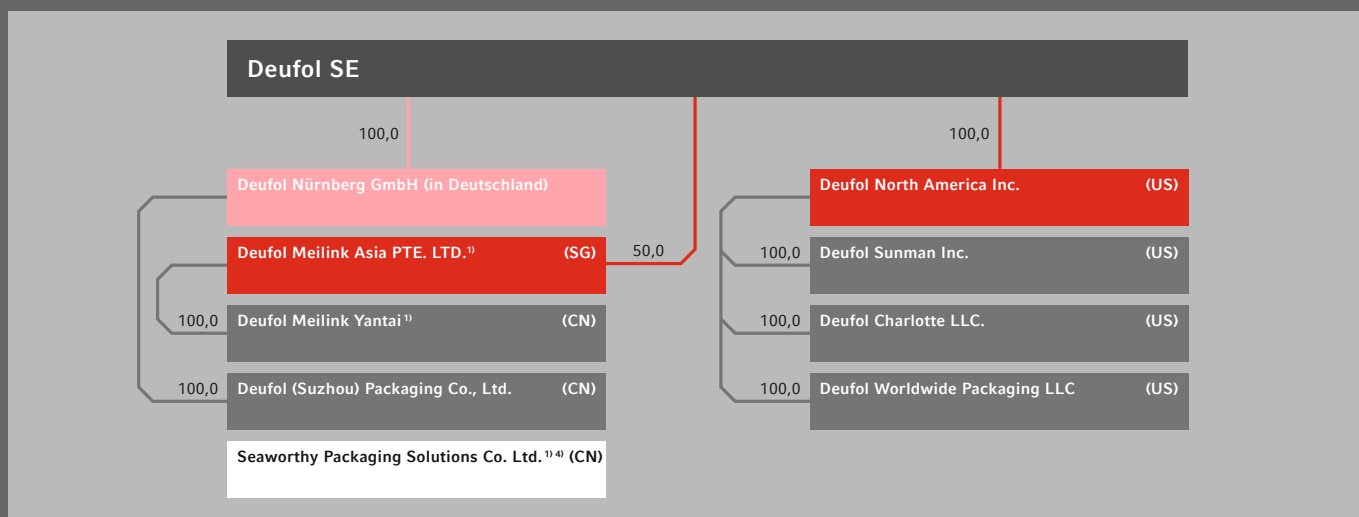 Deufol SE
100,0
100,0
Deufol Nürnberg GmbH (in Deutschland)
Deufol North America Inc. (US)
Deufol Meilink Asia PTE. LTD.¹⁾ (SG)
50,0
100,0
Deufol Sunman Inc. (US)
100,0
Deufol Meilink Yantai¹⁾ (CN)
100,0
Deufol Charlotte LLC. (US)
100,0
Deufol (Suzhou) Packaging Co., Ltd. (CN)
100,0
Deufol Worldwide Packaging LLC (US)
Seaworthy Packaging Solutions Co. Ltd.¹⁾ ⁴⁾ (CN)